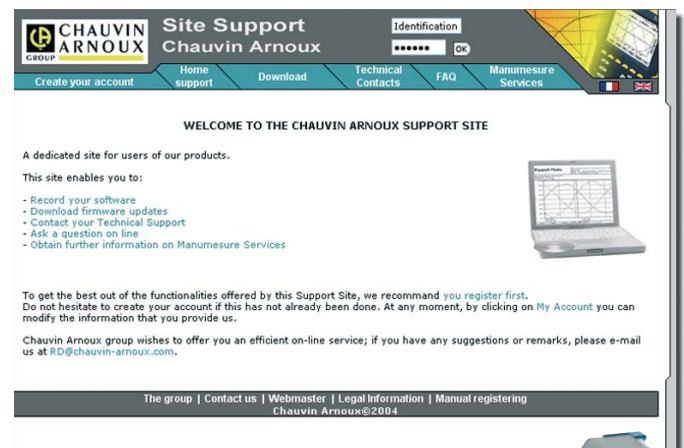 CHAUVIN
ARNOUX
GROUP
Site Support
Chauvin Arnoux
Identification
OK
Create your account
Home
support
Download
Technical
Contacts
FAQ
Manumesure
Services
WELCOME TO THE CHAUVIN ARNOUX SUPPORT SITE
A dedicated site for users of our products.
This site enables you to:
- Record your software
- Download firmware updates
- Contact your Technical Support
- Ask a question on line
- Obtain further information on Manumesure Services
To get the best out of the functionalities offered by this Support Site, we recommand you register first.
Do not hesitate to create your account if this has not already been done. At any moment, by clicking on My Account you can
modify the information that you provide us.
Chauvin Arnoux group wishes to offer you an efficient on-line service; if you have any suggestions or remarks, please e-mail
us at RD@chauvin-arnoux.com.
The group | Contact us | Webmaster | Legal Information | Manual registering
Chauvin Arnoux©2004